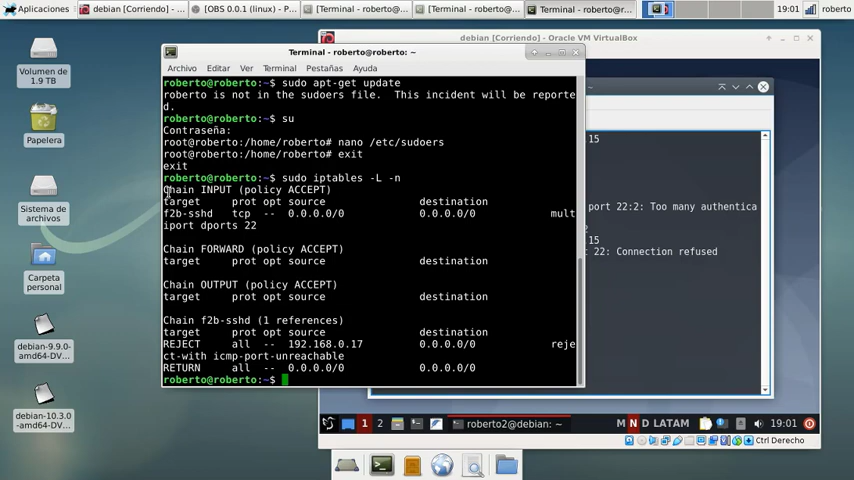 Aplicaciones
debian [Corriendo] - ...
[OBS 0.0.1 (linux) - P...
[Terminal - roberto@...
[Terminal - roberto@...
Terminal - roberto@r...
19:01
roberto
debian [Corriendo] - Oracle VM VirtualBox
Terminal - roberto@roberto: ~
Archivo Editar Ver Terminal Pestañas Ayuda
roberto@roberto:~$ sudo apt-get update
roberto is not in the sudoers file.  This incident will be reporte
d.
roberto@roberto:~$ su
Contraseña:
root@roberto:/home/roberto# nano /etc/sudoers
root@roberto:/home/roberto# exit
exit
roberto@roberto:~$ sudo iptables -L -n
Chain INPUT (policy ACCEPT)
target     prot opt source               destination
f2b-sshd   tcp  --  0.0.0.0/0            0.0.0.0/0            mult
iport dports 22
Chain FORWARD (policy ACCEPT)
target     prot opt source               destination
Chain OUTPUT (policy ACCEPT)
target     prot opt source               destination
Chain f2b-sshd (1 references)
target     prot opt source               destination
REJECT     all  --  192.168.0.17         0.0.0.0/0            reje
ct-with icmp-port-unreachable
RETURN     all  --  0.0.0.0/0            0.0.0.0/0
roberto@roberto:~$
:15
port 22:2: Too many authentica
:15
t 22: Connection refused
Volumen de
1.9 TB
Papelera
Sistema de
archivos
Carpeta
personal
debian-9.9.0-
amd64-DV...
debian-10.3.0
-amd64-DV...
1 2
roberto2@debian: ~
M N D LATAM
19:01
Ctrl Derecho